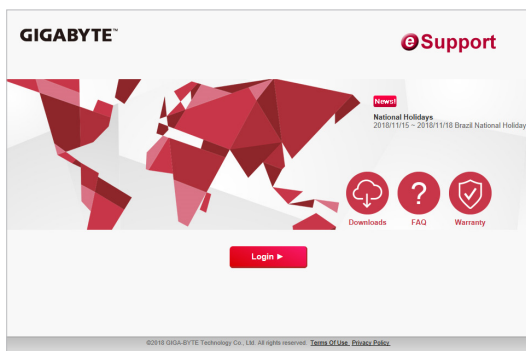 GIGABYTE™
eSupport
News!
National Holidays
2018/11/15 ~ 2018/11/18 Brazil National Holiday
?
Downloads FAQ Warranty
Login ►
©2018 GIGA-BYTE Technology Co., Ltd. All rights reserved. Terms Of Use Privacy Policy